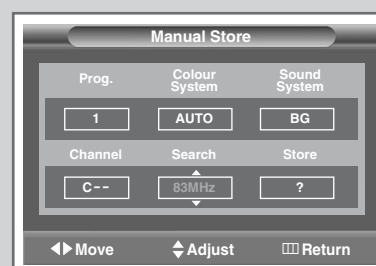 Manual Store
Prog. Colour System Sound System
1 AUTO BG
Channel Search Store
C-- 83MHz ?
Move Adjust Return